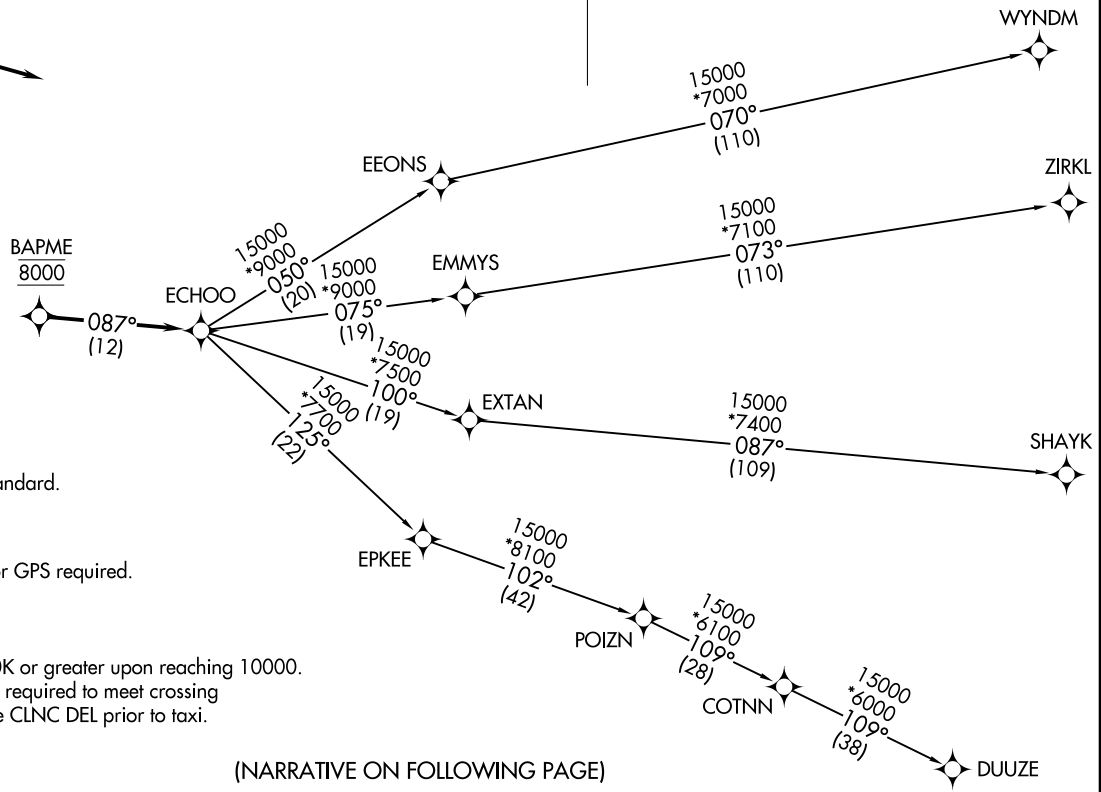 WYNDM
15000
*7000
070°
(110)
EEONS
ZIRKL
15000
*7100
073°
(110)
BAPME
8000
15000
*9000
050°
(20)
15000
*9000
075°
(19)
EMMYS
ECHOO
087°
(12)
15000
*7500
100°
(19)
EXTAN
15000
*7400
087°
(109)
SHAYK
15000
*7700
125°
(22)
andard.
EPKEE
15000
*8100
102°
(42)
r GPS required.
POIZN
15000
*6100
109°
(28)
0K or greater upon reaching 10000.
required to meet crossing
e CLNC DEL prior to taxi.
COTNN
15000
*6000
109°
(38)
DUUZE
(NARRATIVE ON FOLLOWING PAGE)